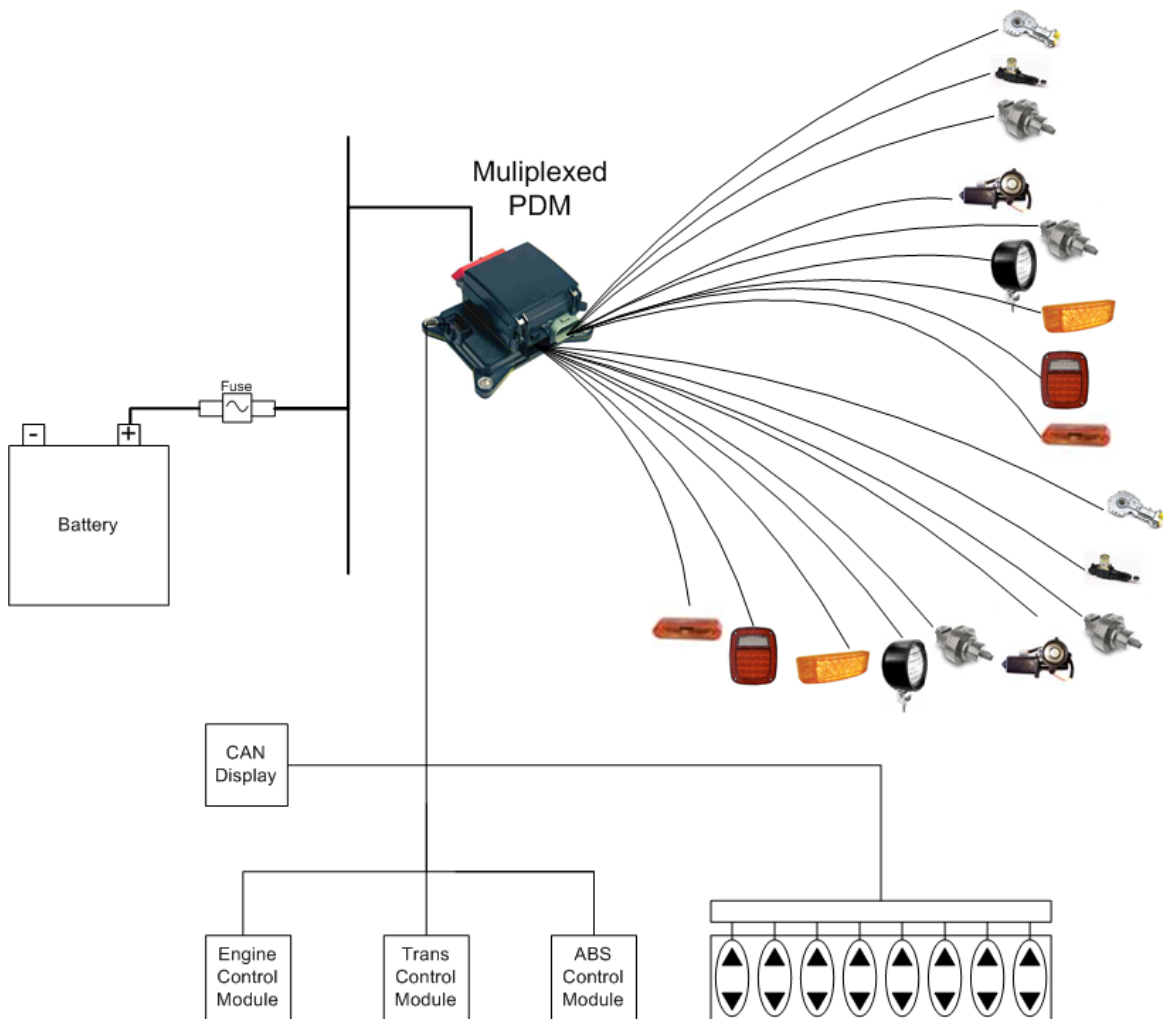 Muliplexed
PDM
Fuse
-
+
Battery
CAN
Display
Engine
Control
Module
Trans
Control
Module
ABS
Control
Module